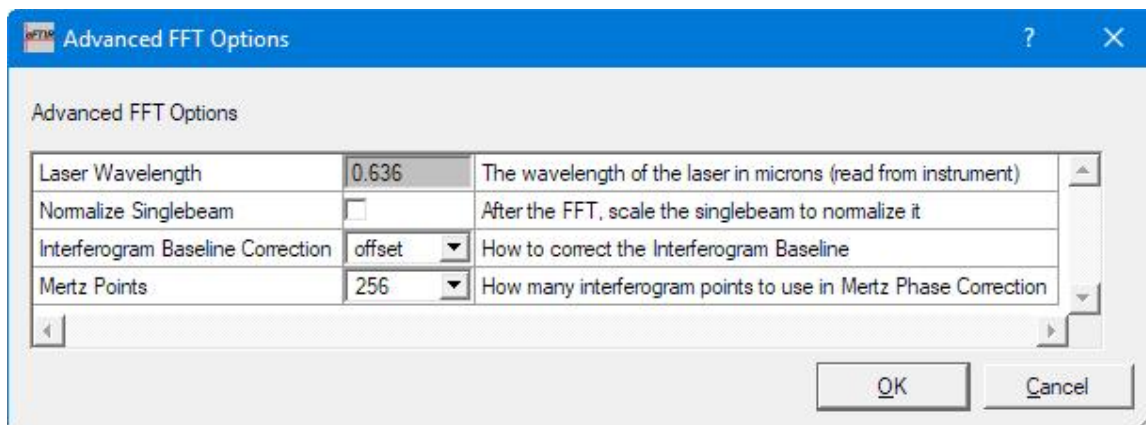 Advanced FFT Options
?
Advanced FFT Options
Laser Wavelength 0.636 The wavelength of the laser in microns (read from instrument)
Normalize Singlebeam After the FFT, scale the singlebeam to normalize it
Interferogram Baseline Correction offset How to correct the Interferogram Baseline
Mertz Points 256 How many interferogram points to use in Mertz Phase Correction
OK Cancel